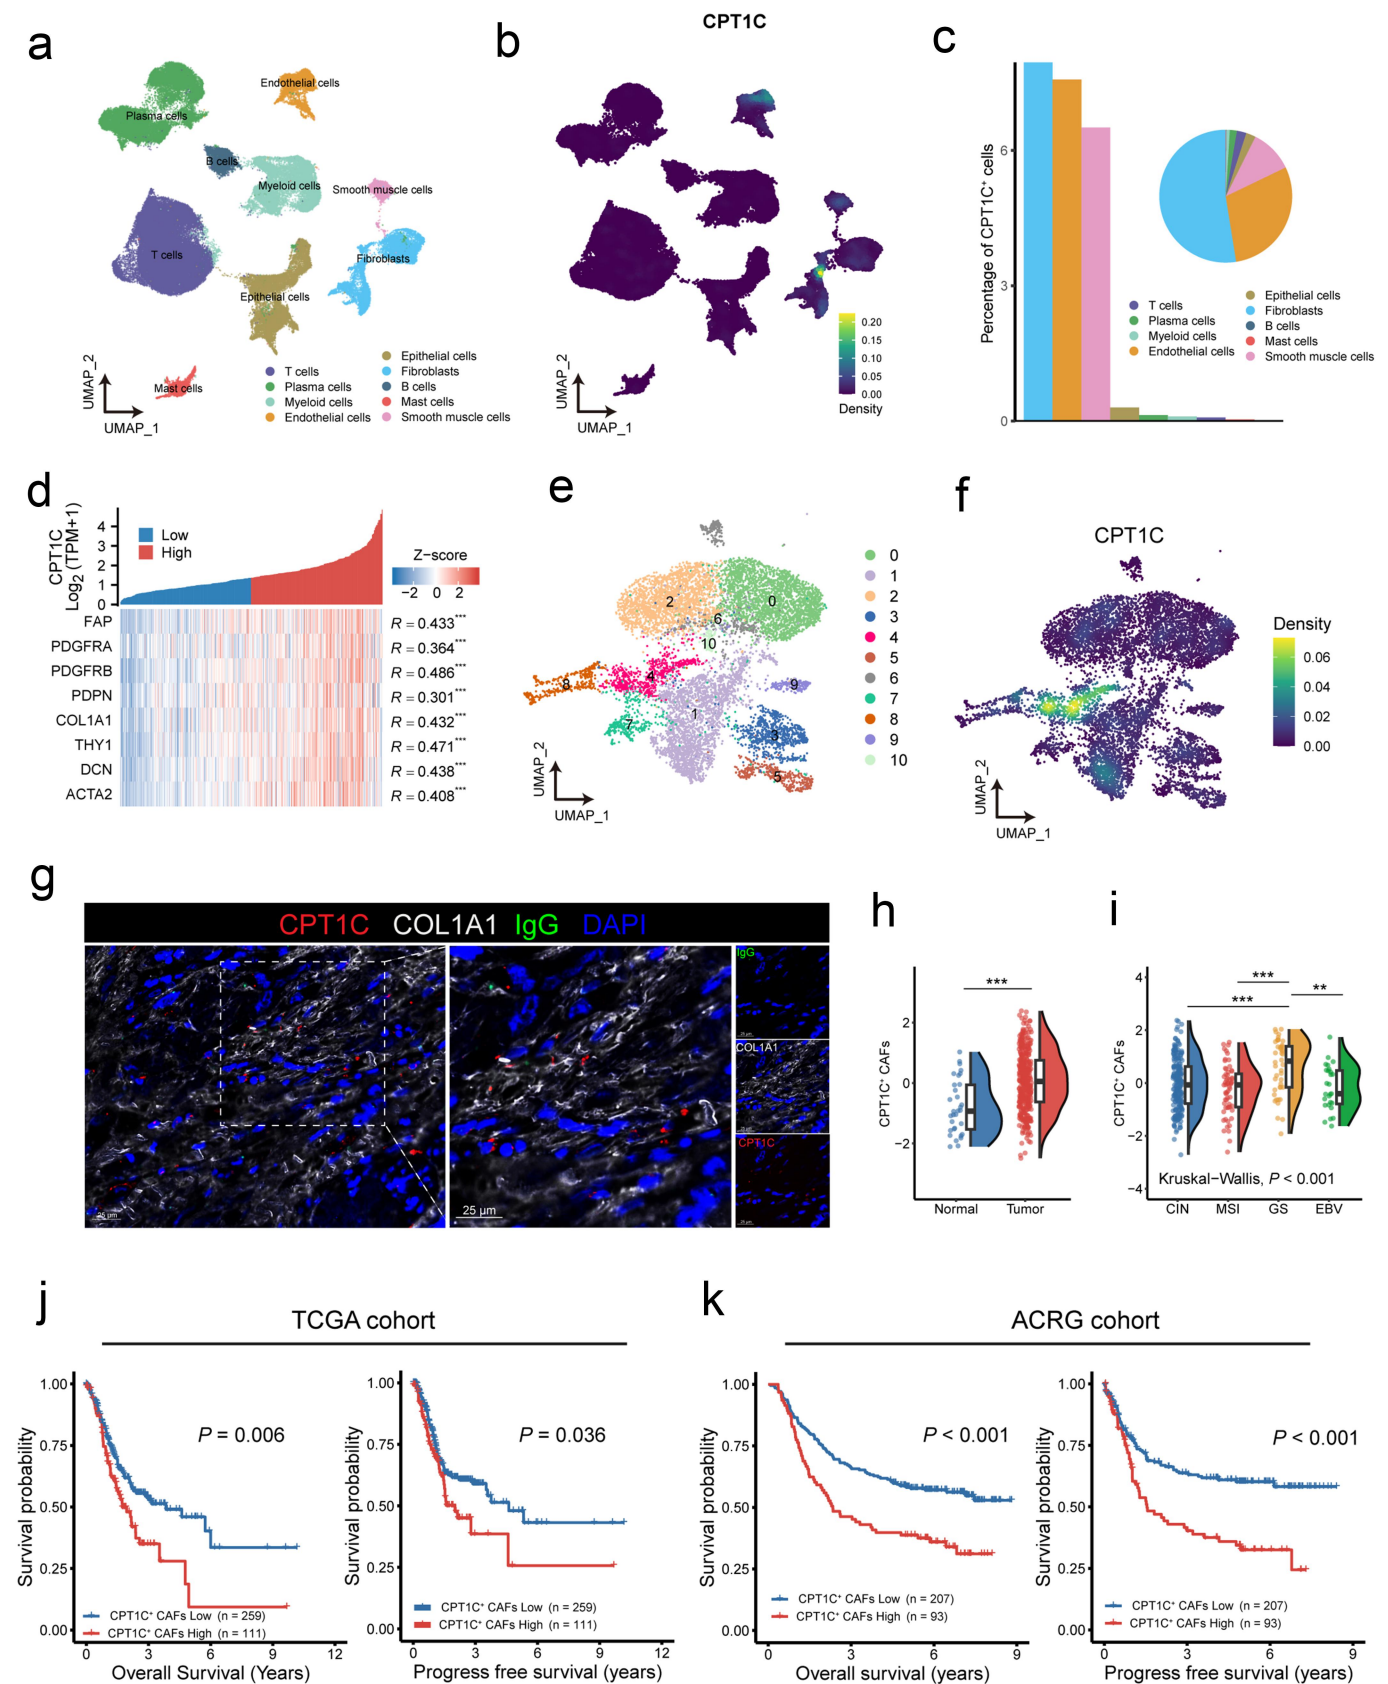 a
Endothelial cells
Plasma cells
B cells
Myeloid cells
Smooth muscle cells
T cells
Fibroblasts
Epithelial cells
Mast cells
UMAP_2
UMAP_1
T cells
Plasma cells
Myeloid cells
Endothelial cells
Epithelial cells
Fibroblasts
B cells
Mast cells
Smooth muscle cells
b
CPT1C
UMAP_2
UMAP_1
0.20
0.15
0.10
0.05
0.00
Density
c
Percentage of CPT1C⁺ cells
6
3
0
T cells
Plasma cells
Myeloid cells
Endothelial cells
Epithelial cells
Fibroblasts
B cells
Mast cells
Smooth muscle cells
d
CPT1C
Log₂ (TPM+1)
4
3
2
1
0
Low
High
Z−score
−2 0 2
FAP R = 0.433***
PDGFRA R = 0.364***
PDGFRB R = 0.486***
PDPN R = 0.301***
COL1A1 R = 0.432***
THY1 R = 0.471***
DCN R = 0.438***
ACTA2 R = 0.408***
e
2
0
6
10
4
8
9
1
7
3
5
UMAP_2
UMAP_1
0
1
2
3
4
5
6
7
8
9
10
f
CPT1C
Density
0.06
0.04
0.02
0.00
UMAP_2
UMAP_1
g
CPT1C COL1A1 IgG DAPI
25 μm
25 μm
IgG
25 μm
COL1A1
25 μm
CPT1C
25 μm
h
CPT1C⁺ CAFs
2
0
−2
***
Normal Tumor
i
CPT1C⁺ CAFs
4
2
0
−2
−4
***
***
**
Kruskal−Wallis, P < 0.001
CIN MSI GS EBV
j
TCGA cohort
Survival probability
1.00
0.75
0.50
0.25
0.00
P = 0.006
CPT1C⁺ CAFs Low (n = 259)
CPT1C⁺ CAFs High (n = 111)
0 3 6 9 12
Overall Survival (Years)
Survival probability
1.00
0.75
0.50
0.25
0.00
P = 0.036
CPT1C⁺ CAFs Low (n = 259)
CPT1C⁺ CAFs High (n = 111)
0 3 6 9 12
Progress free survival (years)
k
ACRG cohort
Survival probability
1.00
0.75
0.50
0.25
0.00
P < 0.001
CPT1C⁺ CAFs Low (n = 207)
CPT1C⁺ CAFs High (n = 93)
0 3 6 9
Overall survival (years)
Survival probability
1.00
0.75
0.50
0.25
0.00
P < 0.001
CPT1C⁺ CAFs Low (n = 207)
CPT1C⁺ CAFs High (n = 93)
0 3 6 9
Progress free survival (years)